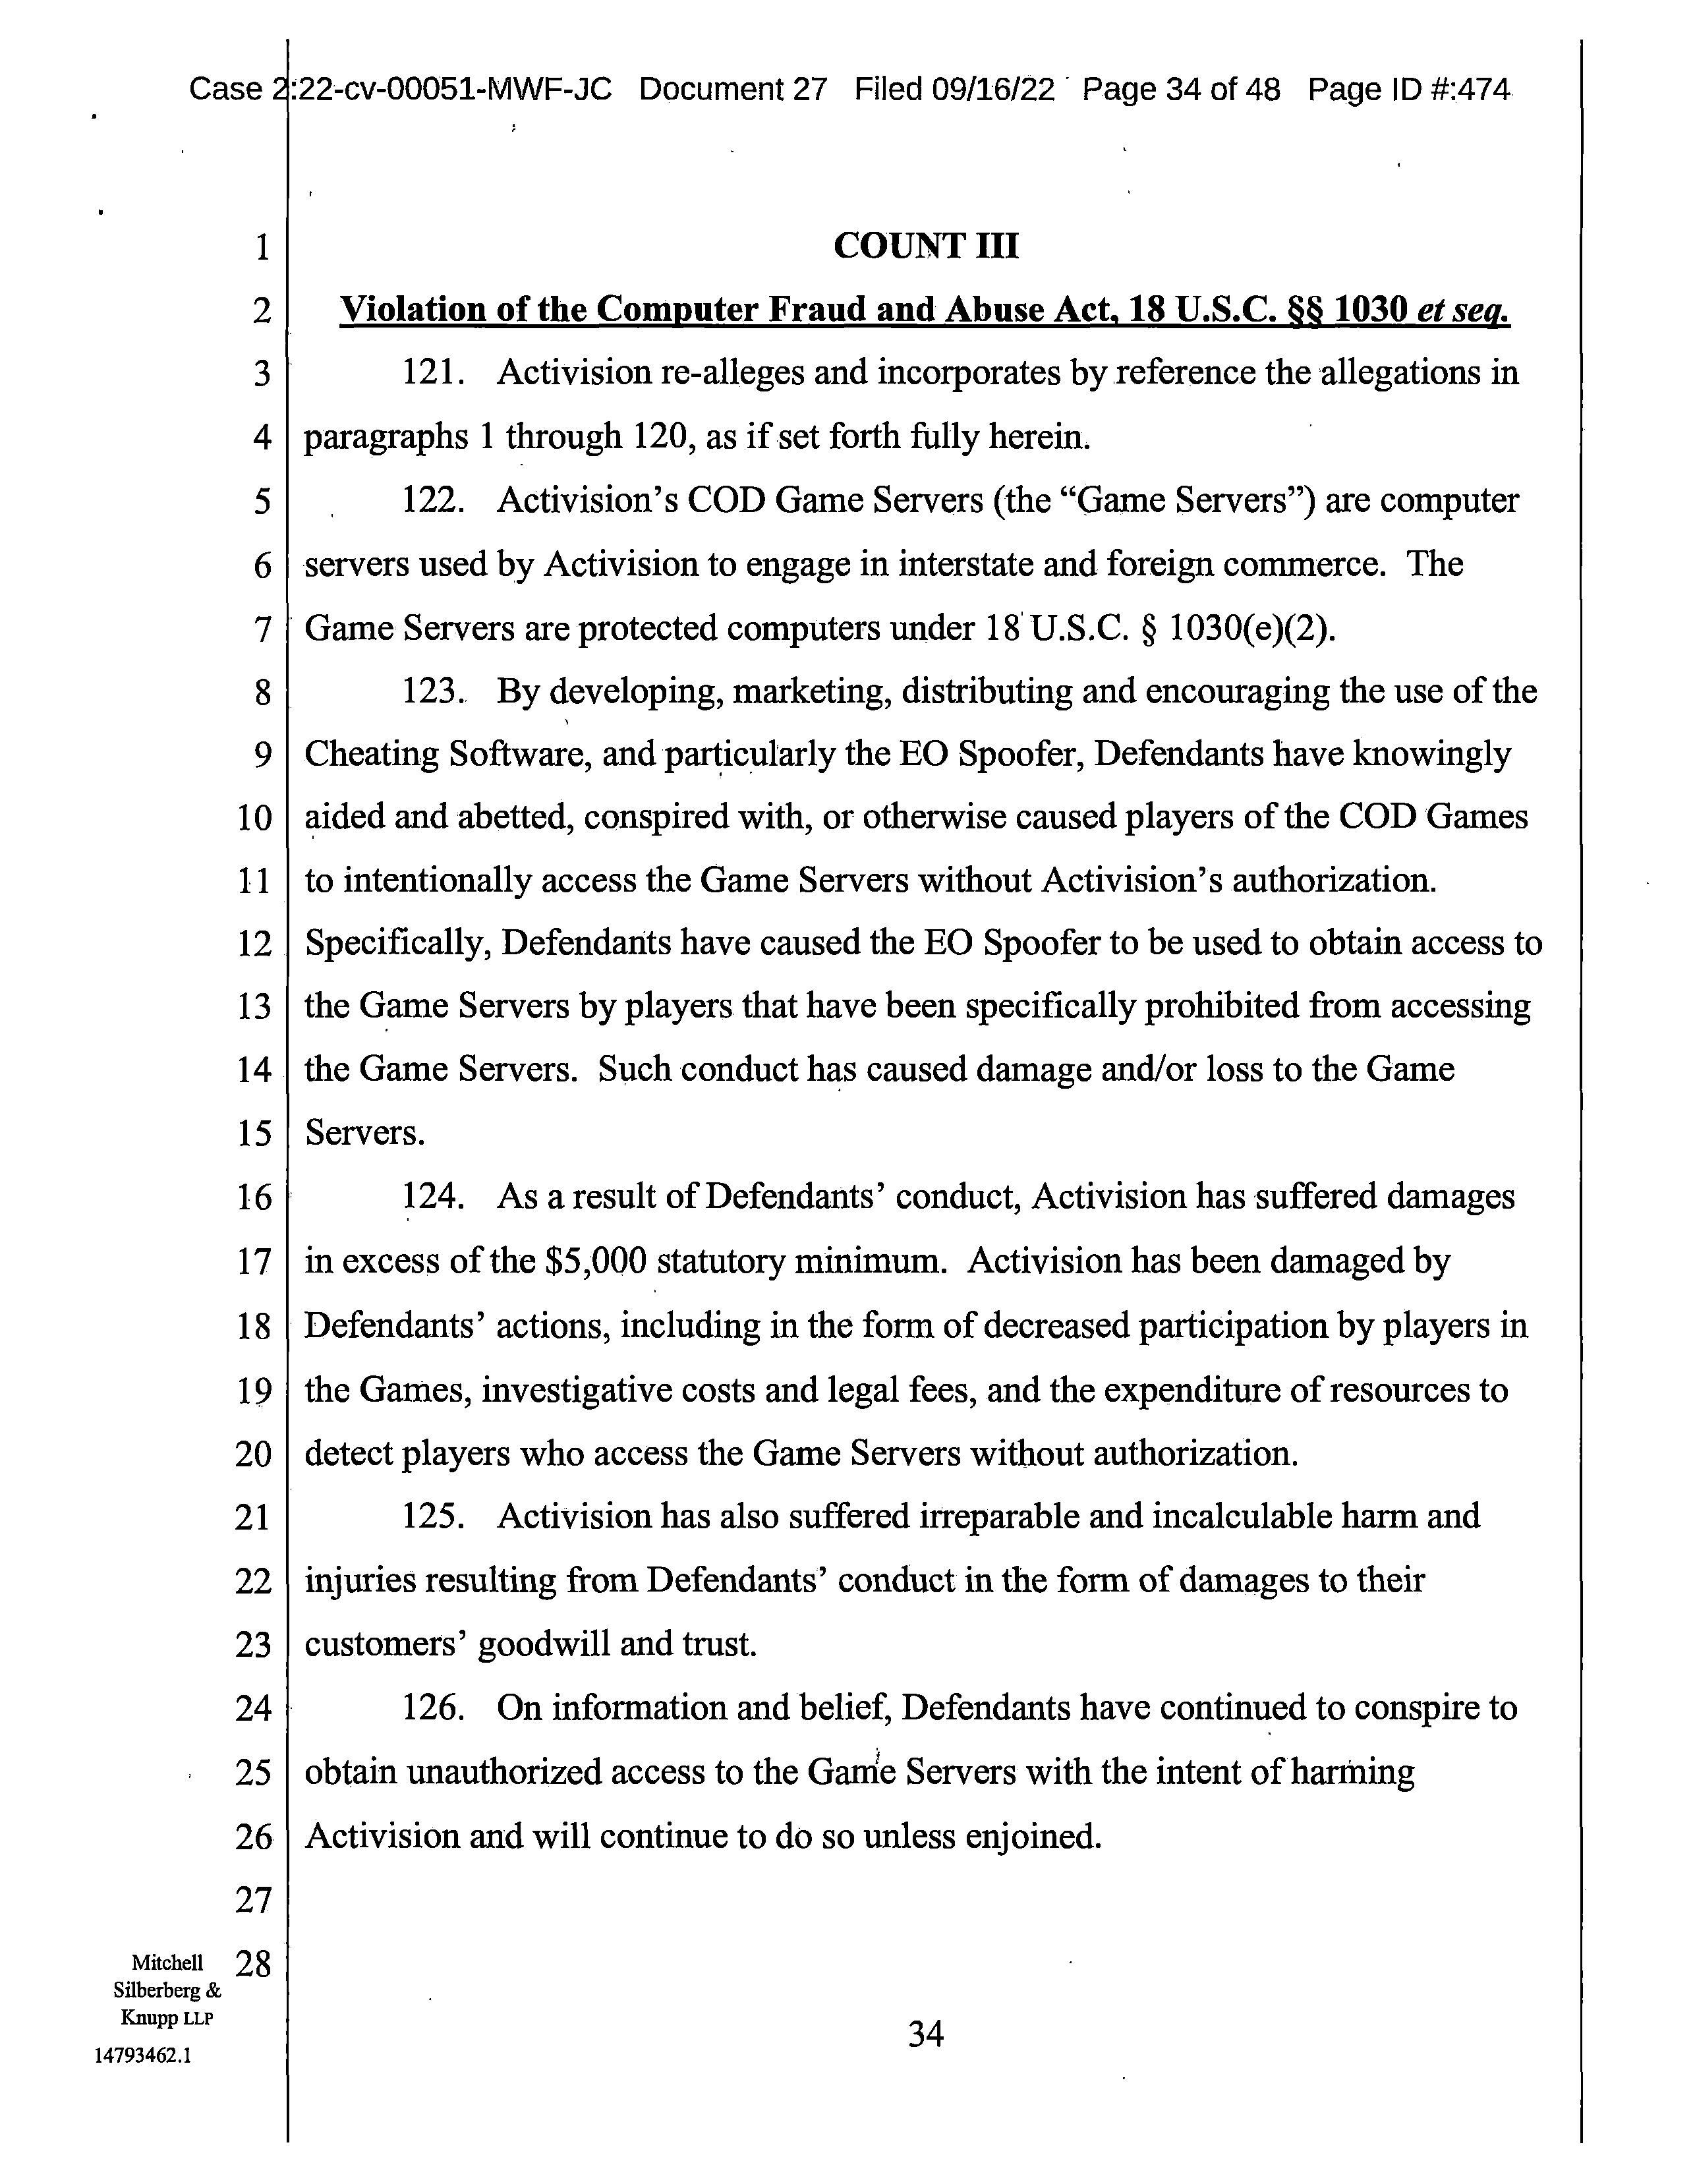 Case 2:22-cv-00051-MWF-JC Document 27 Filed 09/16/22 Page 34 of 48 Page ID #:474
1 COUNT III
2 Violation of the Computer Fraud and Abuse Act, 18 U.S.C. §§ 1030 et seq.
3 121. Activision re-alleges and incorporates by reference the allegations in
4 paragraphs 1 through 120, as if set forth fully herein.
5 122. Activision’s COD Game Servers (the “Game Servers”) are computer
6 servers used by Activision to engage in interstate and foreign commerce. The
7 Game Servers are protected computers under 18 U.S.C. § 1030(e)(2).
8 123. By developing, marketing, distributing and encouraging the use of the
9 Cheating Software, and particularly the EO Spoofer, Defendants have knowingly
10 aided and abetted, conspired with, or otherwise caused players of the COD Games
11 to intentionally access the Game Servers without Activision’s authorization.
12 Specifically, Defendants have caused the EO Spoofer to be used to obtain access to
13 the Game Servers by players that have been specifically prohibited from accessing
14 the Game Servers. Such conduct has caused damage and/or loss to the Game
15 Servers.
16 124. As a result of Defendants’ conduct, Activision has suffered damages
17 in excess of the $5,000 statutory minimum. Activision has been damaged by
18 Defendants’ actions, including in the form of decreased participation by players in
19 the Games, investigative costs and legal fees, and the expenditure of resources to
20 detect players who access the Game Servers without authorization.
21 125. Activision has also suffered irreparable and incalculable harm and
22 injuries resulting from Defendants’ conduct in the form of damages to their
23 customers’ goodwill and trust.
24 126. On information and belief, Defendants have continued to conspire to
25 obtain unauthorized access to the Game Servers with the intent of harming
26 Activision and will continue to do so unless enjoined.
27
28
Mitchell
Silberberg &
Knupp LLP
14793462.1
34